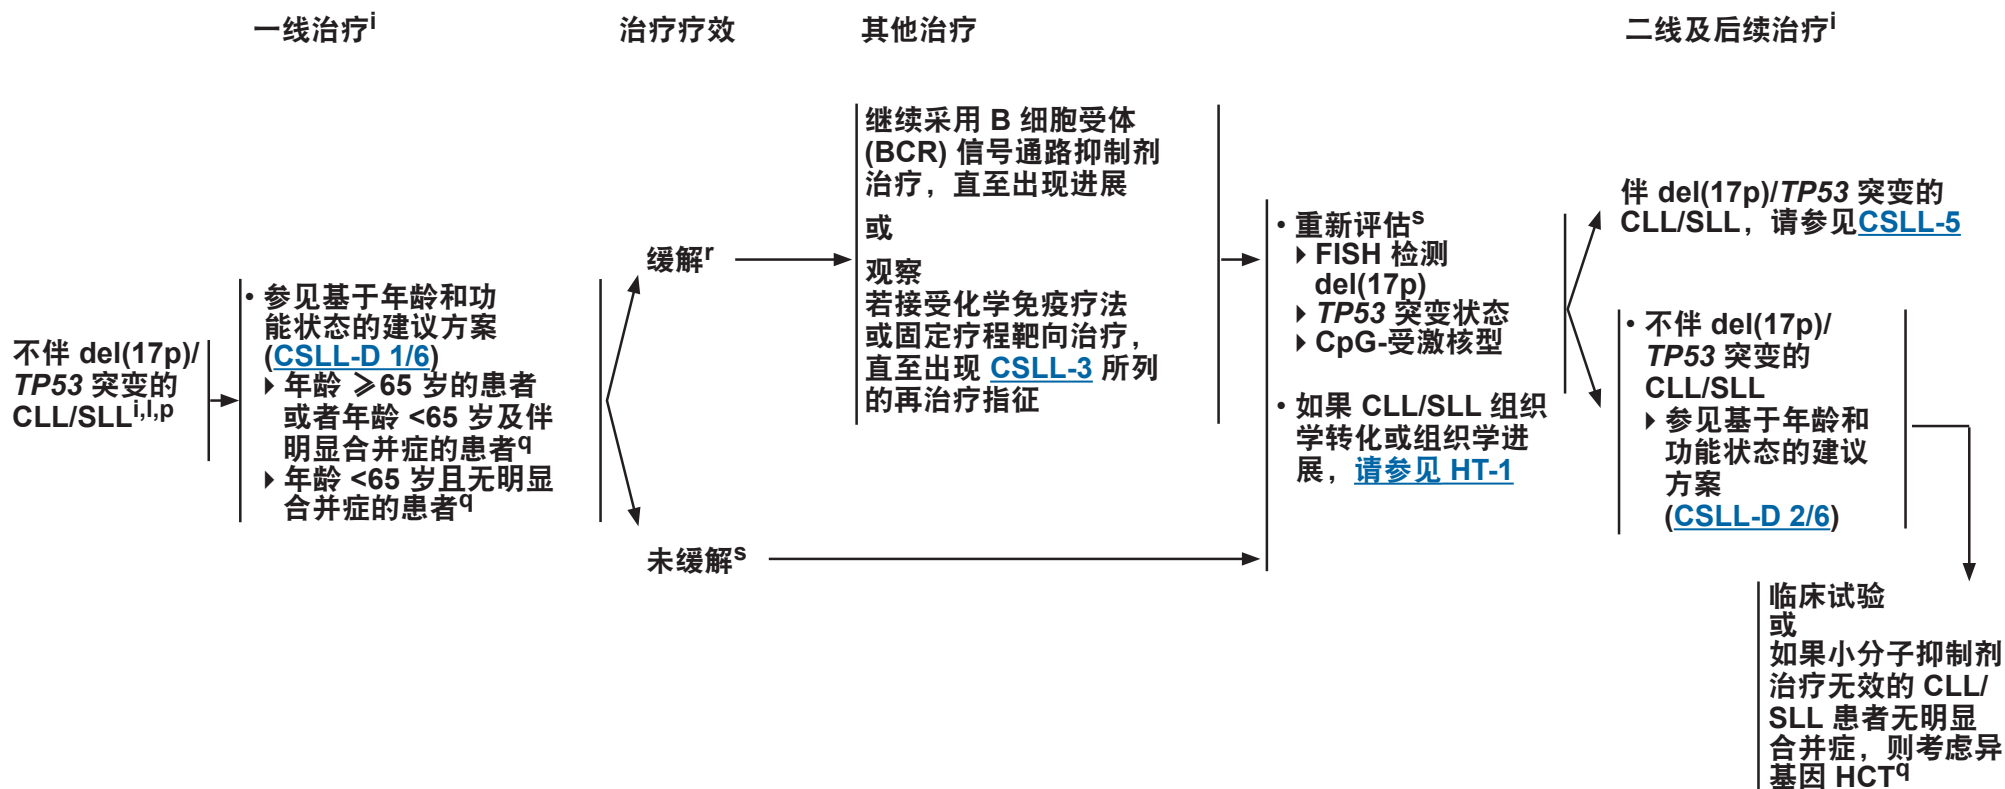 一线治疗i
治疗疗效
其他治疗
二线及后续治疗i
不伴 del(17p)/
TP53 突变的
CLL/SLLi,l,p
• 参见基于年龄和功
能状态的建议方案
(CSLL-D 1/6)
▸ 年龄 ≥65 岁的患者
或者年龄 <65 岁及伴
明显合并症的患者q
▸ 年龄 <65 岁且无明显
合并症的患者q
缓解r
未缓解s
继续采用 B 细胞受体
(BCR) 信号通路抑制剂
治疗，直至出现进展
或
观察
若接受化学免疫疗法
或固定疗程靶向治疗，
直至出现 CSLL-3 所列
的再治疗指征
• 重新评估s
▸ FISH 检测
del(17p)
▸ TP53 突变状态
▸ CpG-受激核型
• 如果 CLL/SLL 组织
学转化或组织学进
展，请参见 HT-1
伴 del(17p)/TP53 突变的
CLL/SLL，请参见CSLL-5
• 不伴 del(17p)/
TP53 突变的
CLL/SLL
▸ 参见基于年龄和
功能状态的建议
方案
(CSLL-D 2/6)
临床试验
或
如果小分子抑制剂
治疗无效的 CLL/
SLL 患者无明显
合并症，则考虑异
基因 HCTq